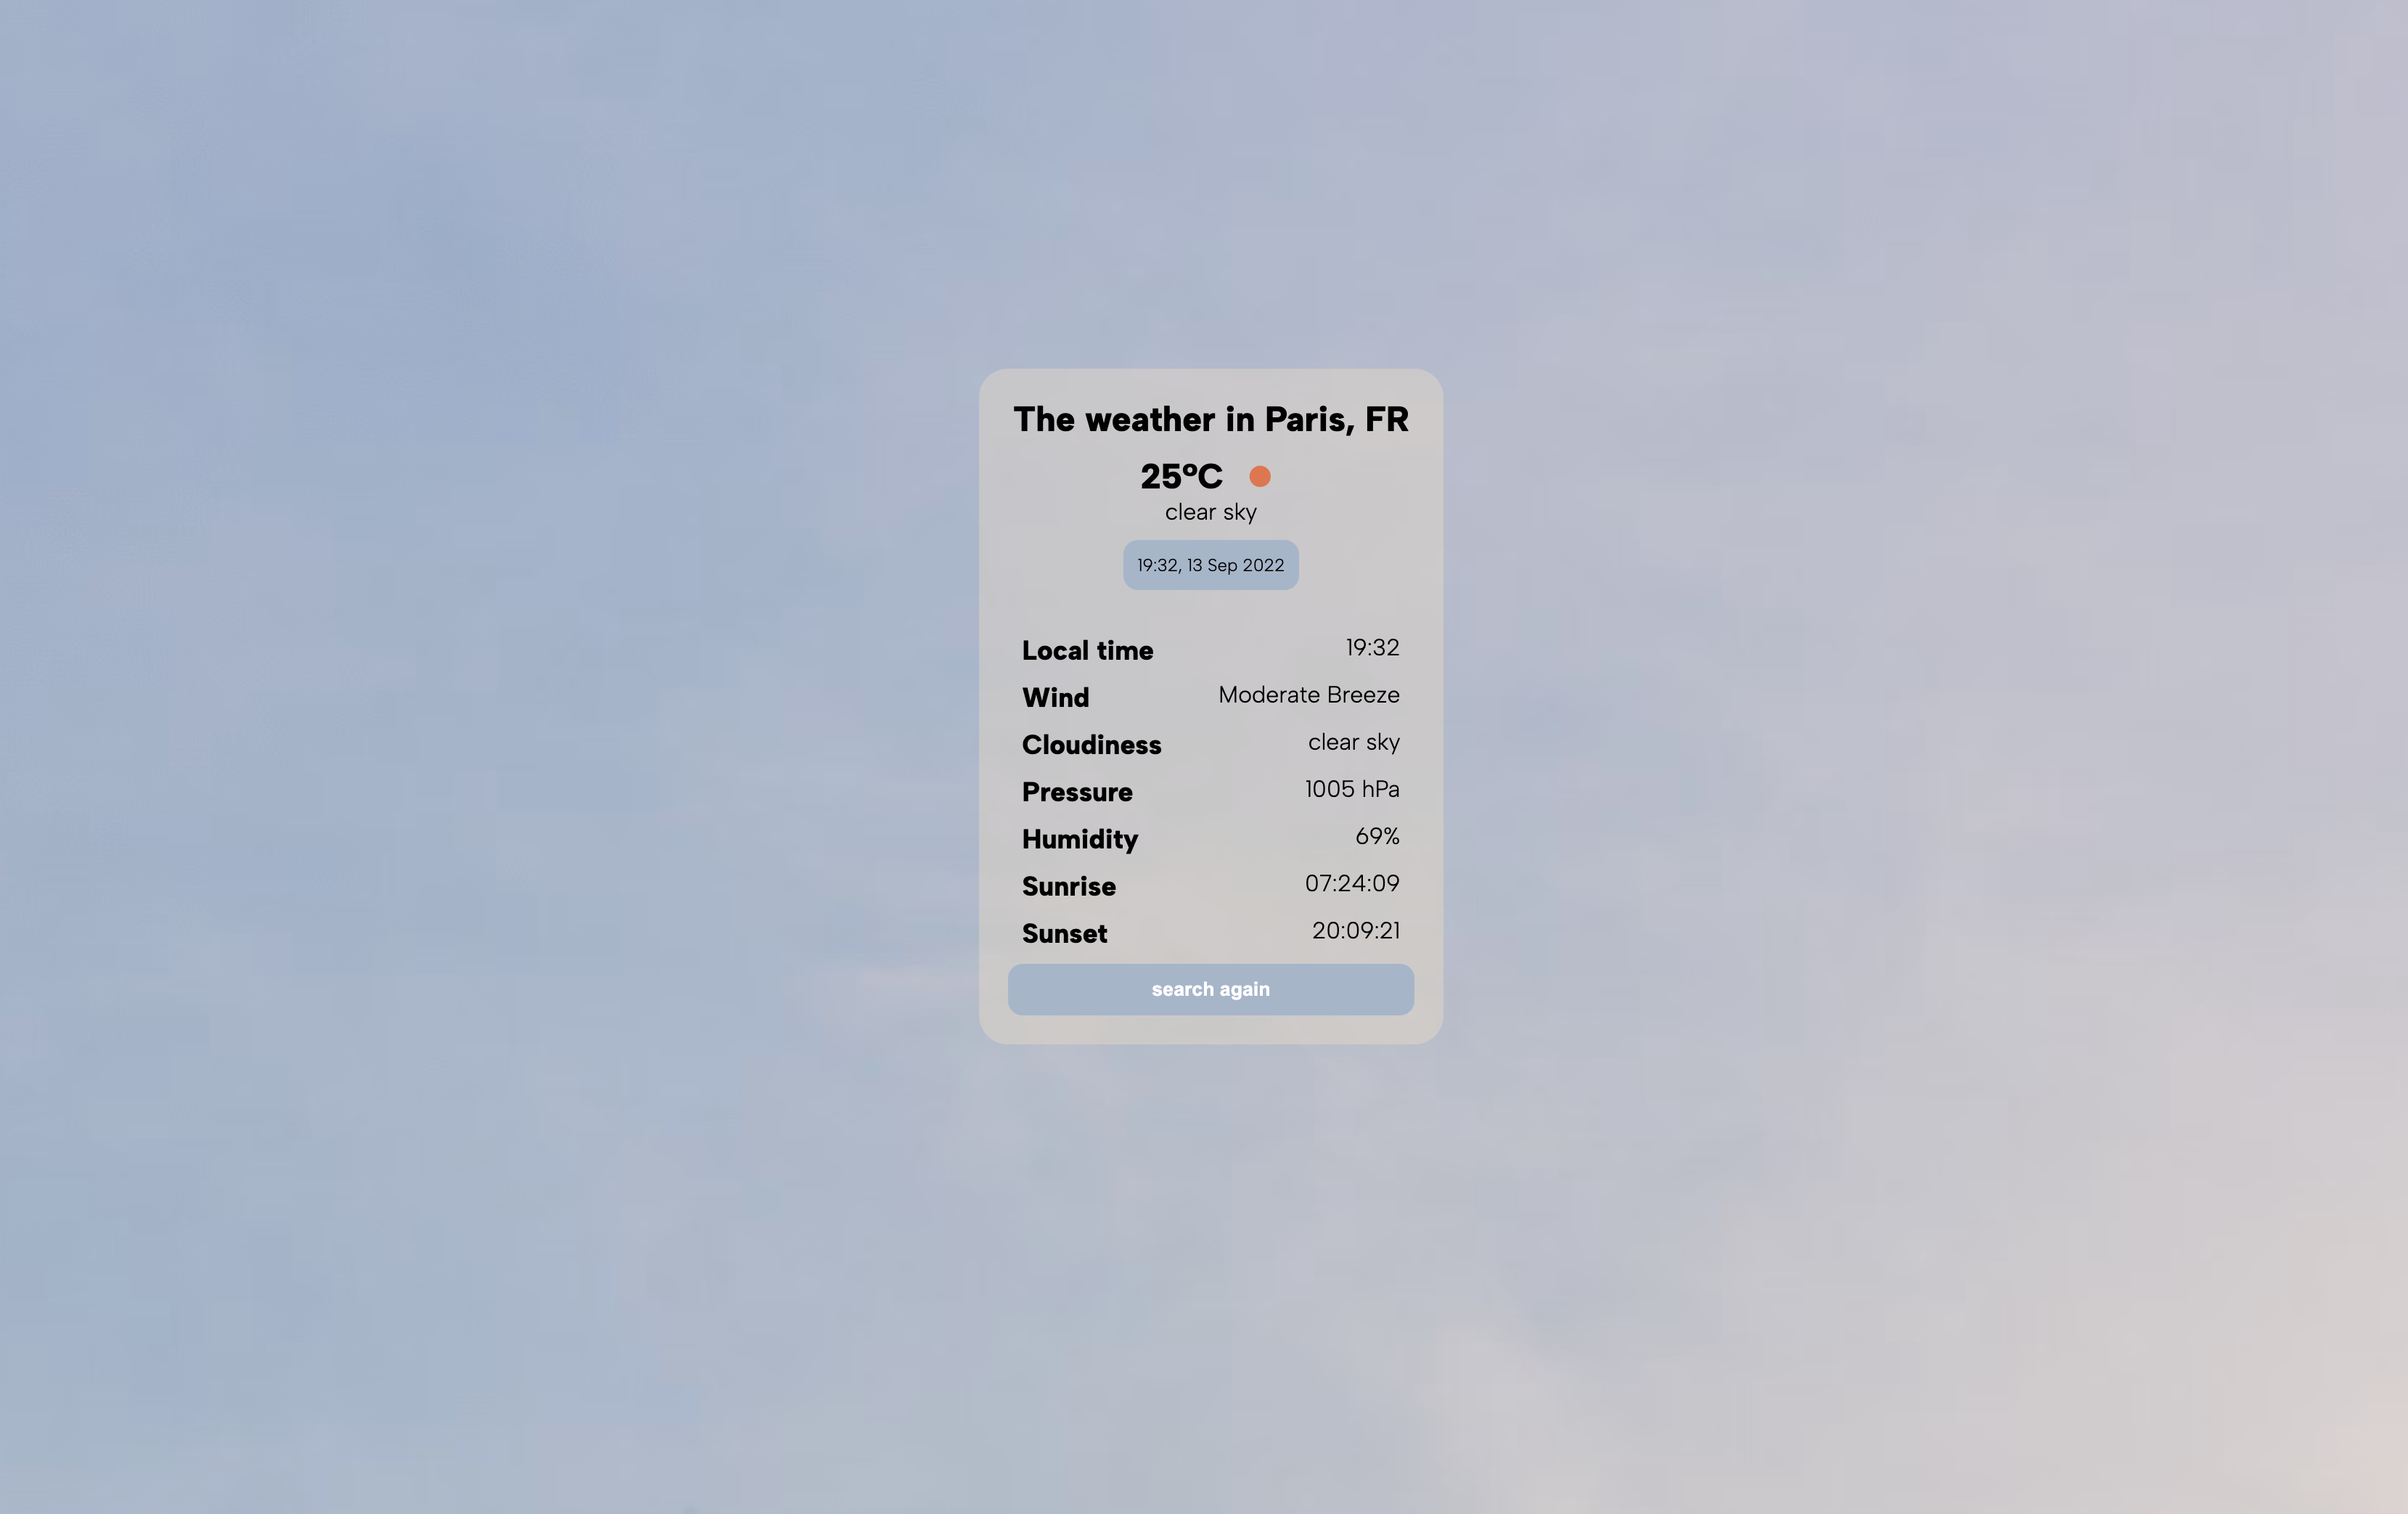 The weather in Paris, FR
25°C
clear sky
19:32, 13 Sep 2022
Local time 19:32
Wind Moderate Breeze
Cloudiness clear sky
Pressure 1005 hPa
Humidity 69%
Sunrise 07:24:09
Sunset 20:09:21
search again